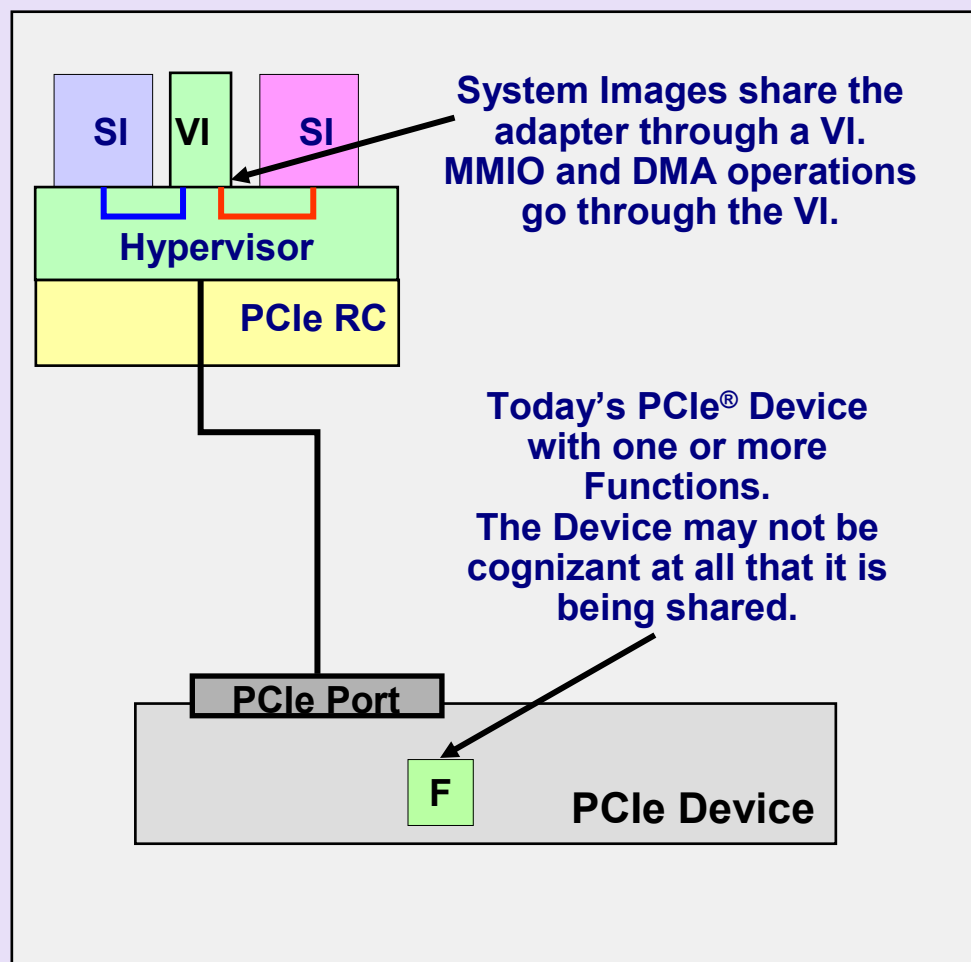 SI VI SI
System Images share the
adapter through a VI.
MMIO and DMA operations
go through the VI.
Hypervisor
PCIe RC
Today's PCIe® Device
with one or more
Functions.
The Device may not be
cognizant at all that it is
being shared.
PCIe Port
F
PCIe Device